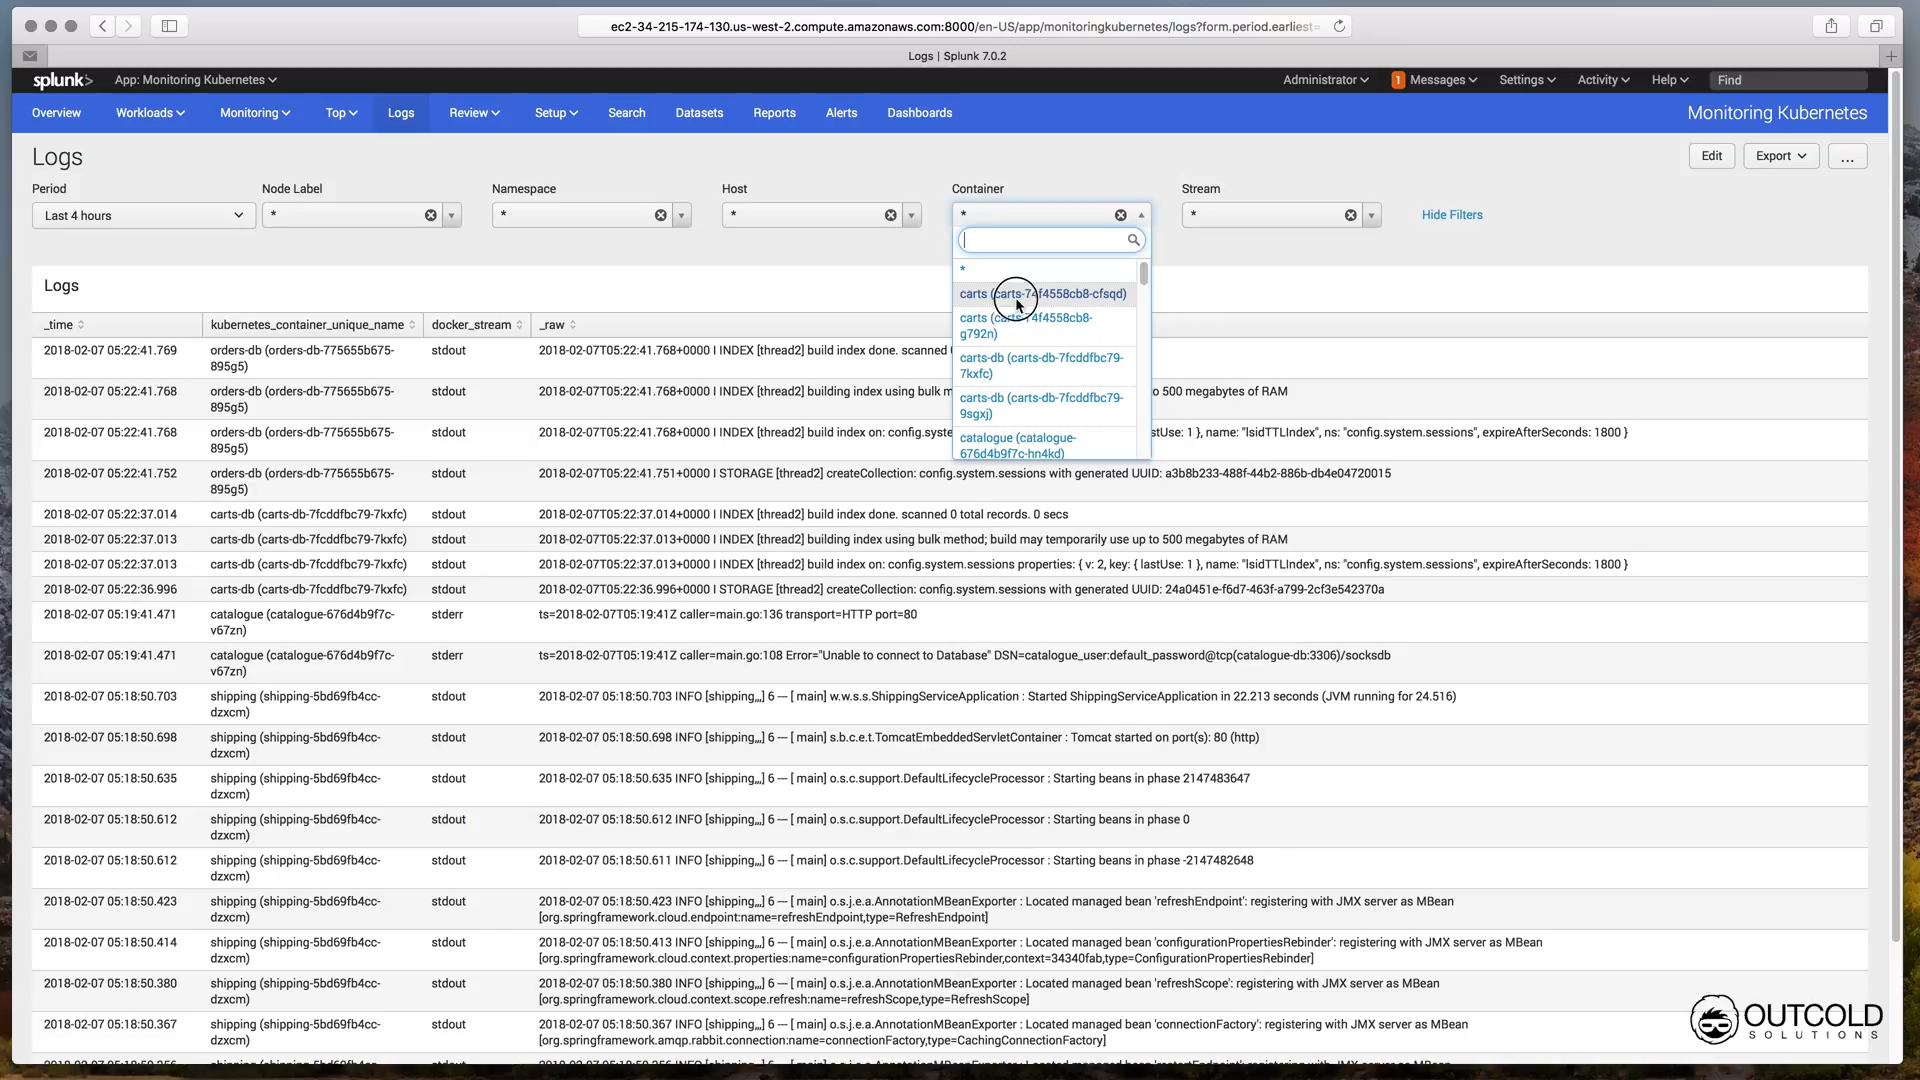 ec2-34-215-174-130.us-west-2.compute.amazonaws.com:8000/en-US/app/monitoringkubernetes/logs?form.period.earliest=
Logs | Splunk 7.0.2
splunk> App: Monitoring Kubernetes Administrator 1 Messages Settings Activity Help Find
Overview Workloads Monitoring Top Logs Review Setup Search Datasets Reports Alerts Dashboards Monitoring Kubernetes
Logs Edit Export ...
Period Node Label Namespace Host Container Stream
Last 4 hours * * * * * Hide Filters
*
carts (carts-74f4558cb8-cfsqd)
carts (carts-74f4558cb8-
g792n)
carts-db (carts-db-7fcddfbc79-
7kxfc)
carts-db (carts-db-7fcddfbc79-
9sgxj)
catalogue (catalogue-
676d4b9f7c-hn4kd)
Logs
_time kubernetes_container_unique_name docker_stream _raw
2018-02-07 05:22:41.769 orders-db (orders-db-775655b675- stdout 2018-02-07T05:22:41.768+0000 I INDEX [thread2] build index done. scanned
895g5)
2018-02-07 05:22:41.768 orders-db (orders-db-775655b675- stdout 2018-02-07T05:22:41.768+0000 I INDEX [thread2] building index using bulk m o 500 megabytes of RAM
895g5)
2018-02-07 05:22:41.768 orders-db (orders-db-775655b675- stdout 2018-02-07T05:22:41.768+0000 I INDEX [thread2] build index on: config.syste astUse: 1 }, name: "lsidTTLIndex", ns: "config.system.sessions", expireAfterSeconds: 1800 }
895g5)
2018-02-07 05:22:41.752 orders-db (orders-db-775655b675- stdout 2018-02-07T05:22:41.751+0000 I STORAGE [thread2] createCollection: config.system.sessions with generated UUID: a3b8b233-488f-44b2-886b-db4e04720015
895g5)
2018-02-07 05:22:37.014 carts-db (carts-db-7fcddfbc79-7kxfc) stdout 2018-02-07T05:22:37.014+0000 I INDEX [thread2] build index done. scanned 0 total records. 0 secs
2018-02-07 05:22:37.013 carts-db (carts-db-7fcddfbc79-7kxfc) stdout 2018-02-07T05:22:37.013+0000 I INDEX [thread2] building index using bulk method; build may temporarily use up to 500 megabytes of RAM
2018-02-07 05:22:37.013 carts-db (carts-db-7fcddfbc79-7kxfc) stdout 2018-02-07T05:22:37.013+0000 I INDEX [thread2] build index on: config.system.sessions properties: { v: 2, key: { lastUse: 1 }, name: "lsidTTLIndex", ns: "config.system.sessions", expireAfterSeconds: 1800 }
2018-02-07 05:22:36.996 carts-db (carts-db-7fcddfbc79-7kxfc) stdout 2018-02-07T05:22:36.996+0000 I STORAGE [thread2] createCollection: config.system.sessions with generated UUID: 24a0451e-f6d7-463f-a799-2cf3e542370a
2018-02-07 05:19:41.471 catalogue (catalogue-676d4b9f7c- stderr ts=2018-02-07T05:19:41Z caller=main.go:136 transport=HTTP port=80
v67zn)
2018-02-07 05:19:41.471 catalogue (catalogue-676d4b9f7c- stderr ts=2018-02-07T05:19:41Z caller=main.go:108 Error="Unable to connect to Database" DSN=catalogue_user:default_password@tcp(catalogue-db:3306)/socksdb
v67zn)
2018-02-07 05:18:50.703 shipping (shipping-5bd69fb4cc- stdout 2018-02-07 05:18:50.703 INFO [shipping,,,] 6 --- [ main] w.w.s.s.ShippingServiceApplication : Started ShippingServiceApplication in 22.213 seconds (JVM running for 24.516)
dzxcm)
2018-02-07 05:18:50.698 shipping (shipping-5bd69fb4cc- stdout 2018-02-07 05:18:50.698 INFO [shipping,,,] 6 --- [ main] s.b.c.e.t.TomcatEmbeddedServletContainer : Tomcat started on port(s): 80 (http)
dzxcm)
2018-02-07 05:18:50.635 shipping (shipping-5bd69fb4cc- stdout 2018-02-07 05:18:50.635 INFO [shipping,,,] 6 --- [ main] o.s.c.support.DefaultLifecycleProcessor : Starting beans in phase 2147483647
dzxcm)
2018-02-07 05:18:50.612 shipping (shipping-5bd69fb4cc- stdout 2018-02-07 05:18:50.612 INFO [shipping,,,] 6 --- [ main] o.s.c.support.DefaultLifecycleProcessor : Starting beans in phase 0
dzxcm)
2018-02-07 05:18:50.612 shipping (shipping-5bd69fb4cc- stdout 2018-02-07 05:18:50.611 INFO [shipping,,,] 6 --- [ main] o.s.c.support.DefaultLifecycleProcessor : Starting beans in phase -2147482648
dzxcm)
2018-02-07 05:18:50.423 shipping (shipping-5bd69fb4cc- stdout 2018-02-07 05:18:50.423 INFO [shipping,,,] 6 --- [ main] o.s.j.e.a.AnnotationMBeanExporter : Located managed bean 'refreshEndpoint': registering with JMX server as MBean
dzxcm) [org.springframework.cloud.endpoint:name=refreshEndpoint,type=RefreshEndpoint]
2018-02-07 05:18:50.414 shipping (shipping-5bd69fb4cc- stdout 2018-02-07 05:18:50.413 INFO [shipping,,,] 6 --- [ main] o.s.j.e.a.AnnotationMBeanExporter : Located managed bean 'configurationPropertiesRebinder': registering with JMX server as MBean
dzxcm) [org.springframework.cloud.context.properties:name=configurationPropertiesRebinder,context=34340fab,type=ConfigurationPropertiesRebinder]
2018-02-07 05:18:50.380 shipping (shipping-5bd69fb4cc- stdout 2018-02-07 05:18:50.380 INFO [shipping,,,] 6 --- [ main] o.s.j.e.a.AnnotationMBeanExporter : Located managed bean 'refreshScope': registering with JMX server as MBean
dzxcm) [org.springframework.cloud.context.scope.refresh:name=refreshScope,type=RefreshScope]
2018-02-07 05:18:50.367 shipping (shipping-5bd69fb4cc- stdout 2018-02-07 05:18:50.367 INFO [shipping,,,] 6 --- [ main] o.s.j.e.a.AnnotationMBeanExporter : Located managed bean 'connectionFactory': registering with JMX server as MBean
dzxcm) [org.springframework.amqp.rabbit.connection:name=connectionFactory,type=CachingConnectionFactory]
OUTCOLD
SOLUTIONS